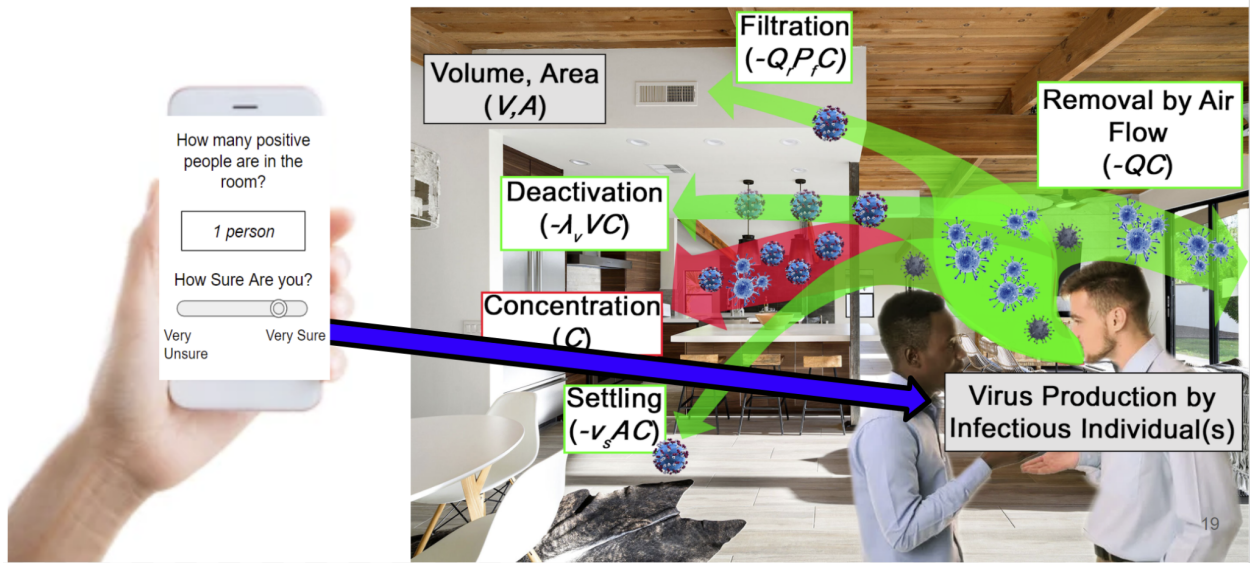 How many positive
people are in the
room?
1 person
How Sure Are you?
Very
Unsure
Very Sure
Volume, Area
(V,A)
Filtration
(-QrPfC)
Removal by Air
Flow
(-QC)
Deactivation
(-λvVC)
Concentration
(C)
Settling
(-vsAC)
Virus Production by
Infectious Individual(s)
19